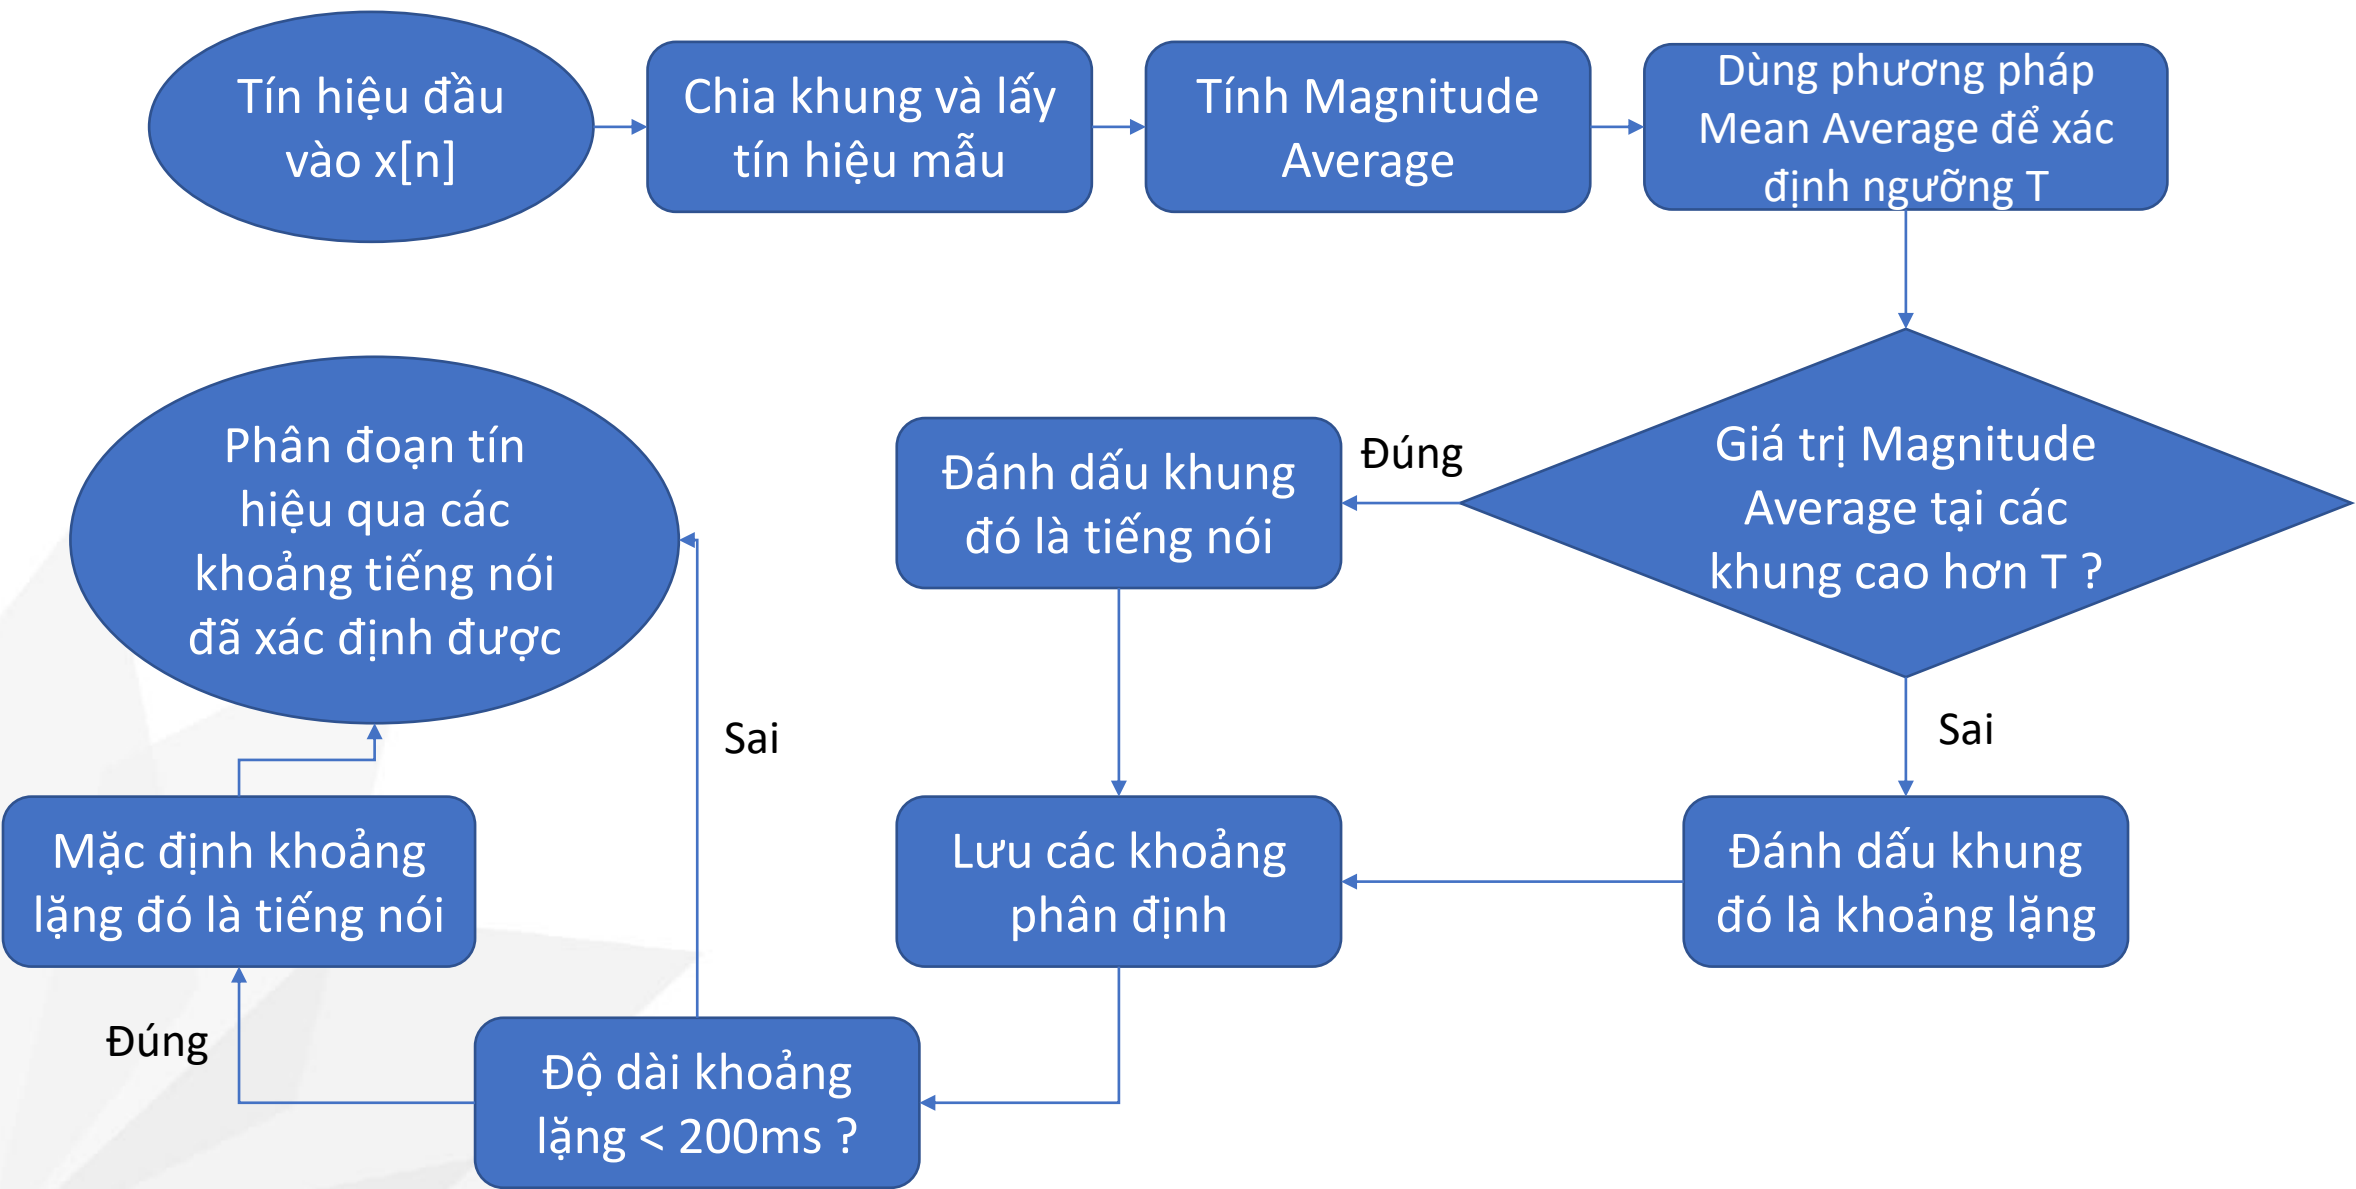 Tín hiệu đầu
vào x[n]
Chia khung và lấy
tín hiệu mẫu
Tính Magnitude
Average
Dùng phương pháp
Mean Average để xác
định ngưỡng T
Giá trị Magnitude
Average tại các
khung cao hơn T ?
Đúng
Đánh dấu khung
đó là tiếng nói
Sai
Đánh dấu khung
đó là khoảng lặng
Lưu các khoảng
phân định
Độ dài khoảng
lặng < 200ms ?
Đúng
Mặc định khoảng
lặng đó là tiếng nói
Sai
Phân đoạn tín
hiệu qua các
khoảng tiếng nói
đã xác định được